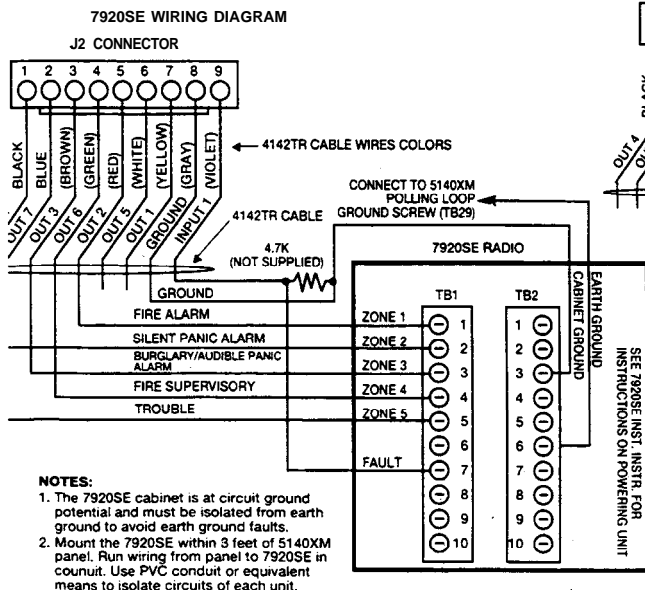 7920SE WIRING DIAGRAM
J2 CONNECTOR
1 2 3 4 5 6 7 8 9
BLACK
BLUE
(BROWN)
(GREEN)
(RED)
(WHITE)
(YELLOW)
(GRAY)
(VIOLET)
4142TR CABLE WIRES COLORS
OUT 7
OUT 3
OUT 6
OUT 2
OUT 5
OUT 1
GROUND
INPUT 1
4142TR CABLE
CONNECT TO 5140XM
POLLING LOOP
GROUND SCREW (TB29)
4.7K
(NOT SUPPLIED)
7920SE RADIO
GROUND
FIRE ALARM
SILENT PANIC ALARM
BURGLARY/AUDIBLE PANIC
ALARM
FIRE SUPERVISORY
TROUBLE
ZONE 1
ZONE 2
ZONE 3
ZONE 4
ZONE 5
FAULT
TB1
1
2
3
4
5
6
7
8
9
10
TB2
1
2
3
4
5
6
7
8
9
10
EARTH GROUND
CABINET GROUND
SEE 7920SE INST. INSTR. FOR
INSTRUCTIONS ON POWERING UNIT
OUT 4
NOTES:
1. The 7920SE cabinet is at circuit ground
potential and must be isolated from earth
ground to avoid earth ground faults.
2. Mount the 7920SE within 3 feet of 5140XM
panel. Run wiring from panel to 7920SE in
counuit. Use PVC conduit or equivalent
means to isolate circuits of each unit.